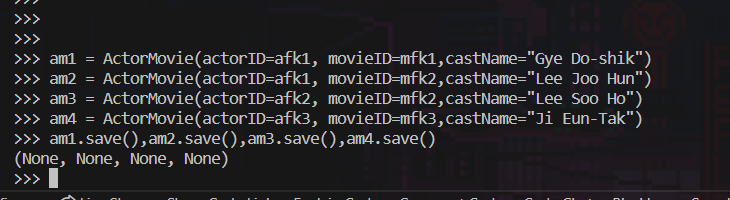 >>>
>>>
>>>
>>> am1 = ActorMovie(actorID=afk1, movieID=mfk1,castName="Gye Do-shik")
>>> am2 = ActorMovie(actorID=afk1, movieID=mfk2,castName="Lee Joo Hun")
>>> am3 = ActorMovie(actorID=afk2, movieID=mfk2,castName="Lee Soo Ho")
>>> am4 = ActorMovie(actorID=afk3, movieID=mfk3,castName="Ji Eun-Tak")
>>> am1.save(),am2.save(),am3.save(),am4.save()
(None, None, None, None)
>>>